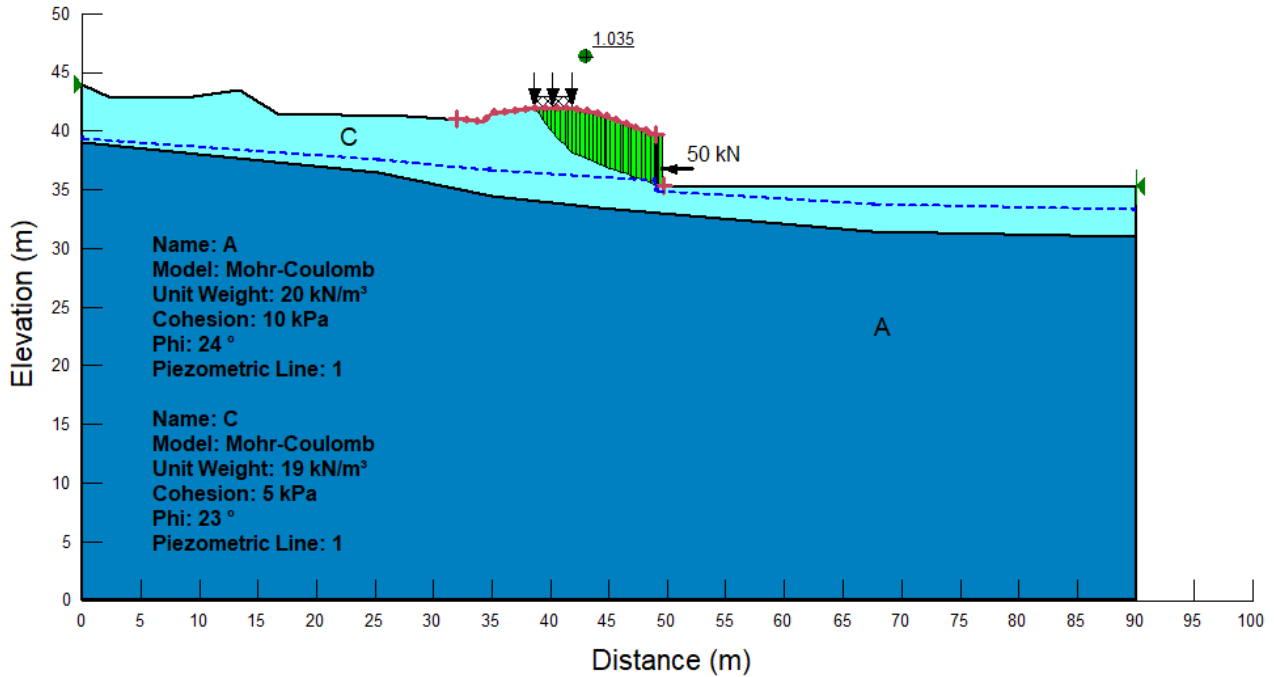 50
1.035
45
40
C
50 kN
35
30
Name: A
Model: Mohr-Coulomb
Unit Weight: 20 kN/m³
Cohesion: 10 kPa
Phi: 24 °
Piezometric Line: 1
25
A
20
Elevation (m)
15
Name: C
Model: Mohr-Coulomb
Unit Weight: 19 kN/m³
Cohesion: 5 kPa
Phi: 23 °
Piezometric Line: 1
10
5
0
0 5 10 15 20 25 30 35 40 45 50 55 60 65 70 75 80 85 90 95 100
Distance (m)